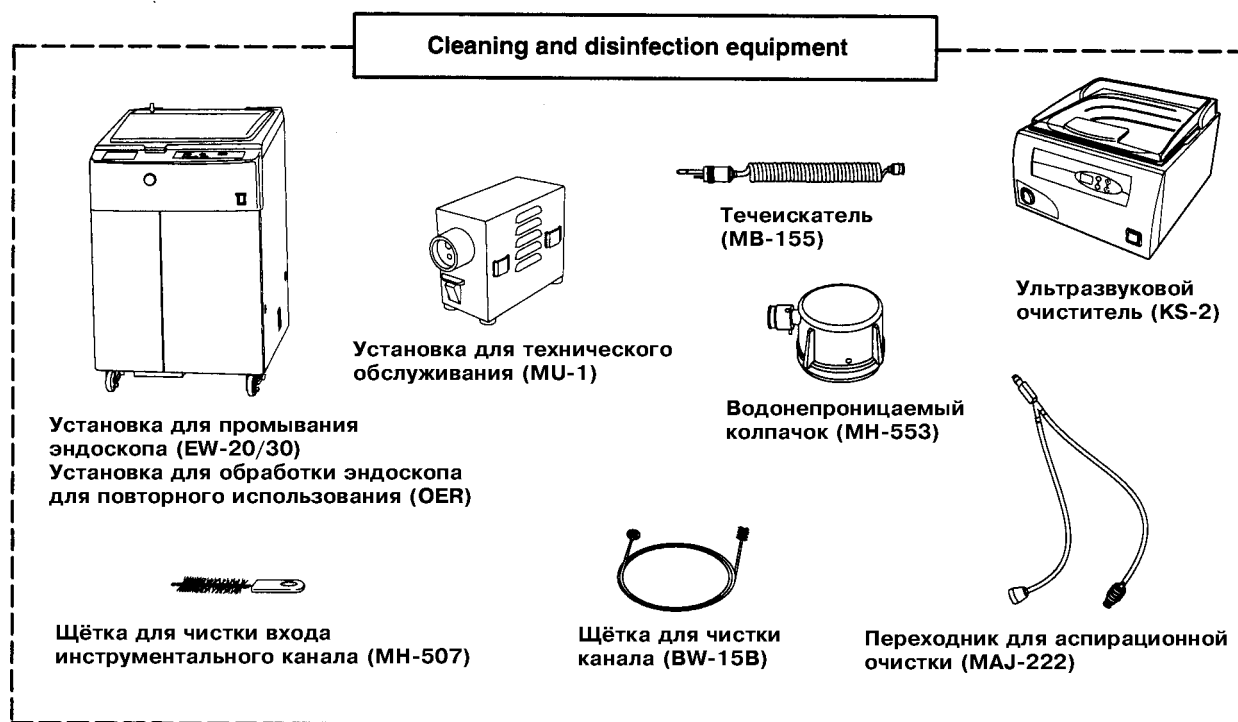 Cleaning and disinfection equipment
Течеискатель
(MB-155)
Ультразвуковой
очиститель (KS-2)
Установка для технического
обслуживания (MU-1)
Водонепроницаемый
колпачок (MH-553)
Установка для промывания
эндоскопа (EW-20/30)
Установка для обработки эндоскопа
для повторного использования (OER)
Щётка для чистки входа
инструментального канала (MH-507)
Щётка для чистки
канала (BW-15B)
Переходник для аспирационной
очистки (MAJ-222)